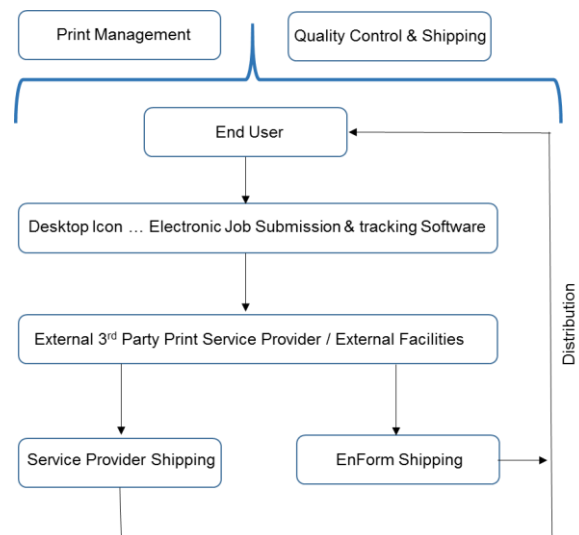 Print Management
Quality Control & Shipping
End User
Desktop Icon … Electronic Job Submission & tracking Software
External 3rd Party Print Service Provider / External Facilities
Distribution
Service Provider Shipping
EnForm Shipping